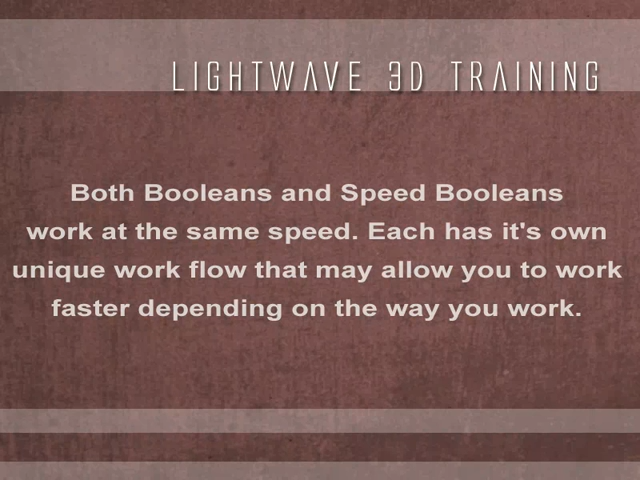 LIGHTWAVE 3D TRAINING
Both Booleans and Speed Booleans
work at the same speed. Each has it's own
unique work flow that may allow you to work
faster depending on the way you work.